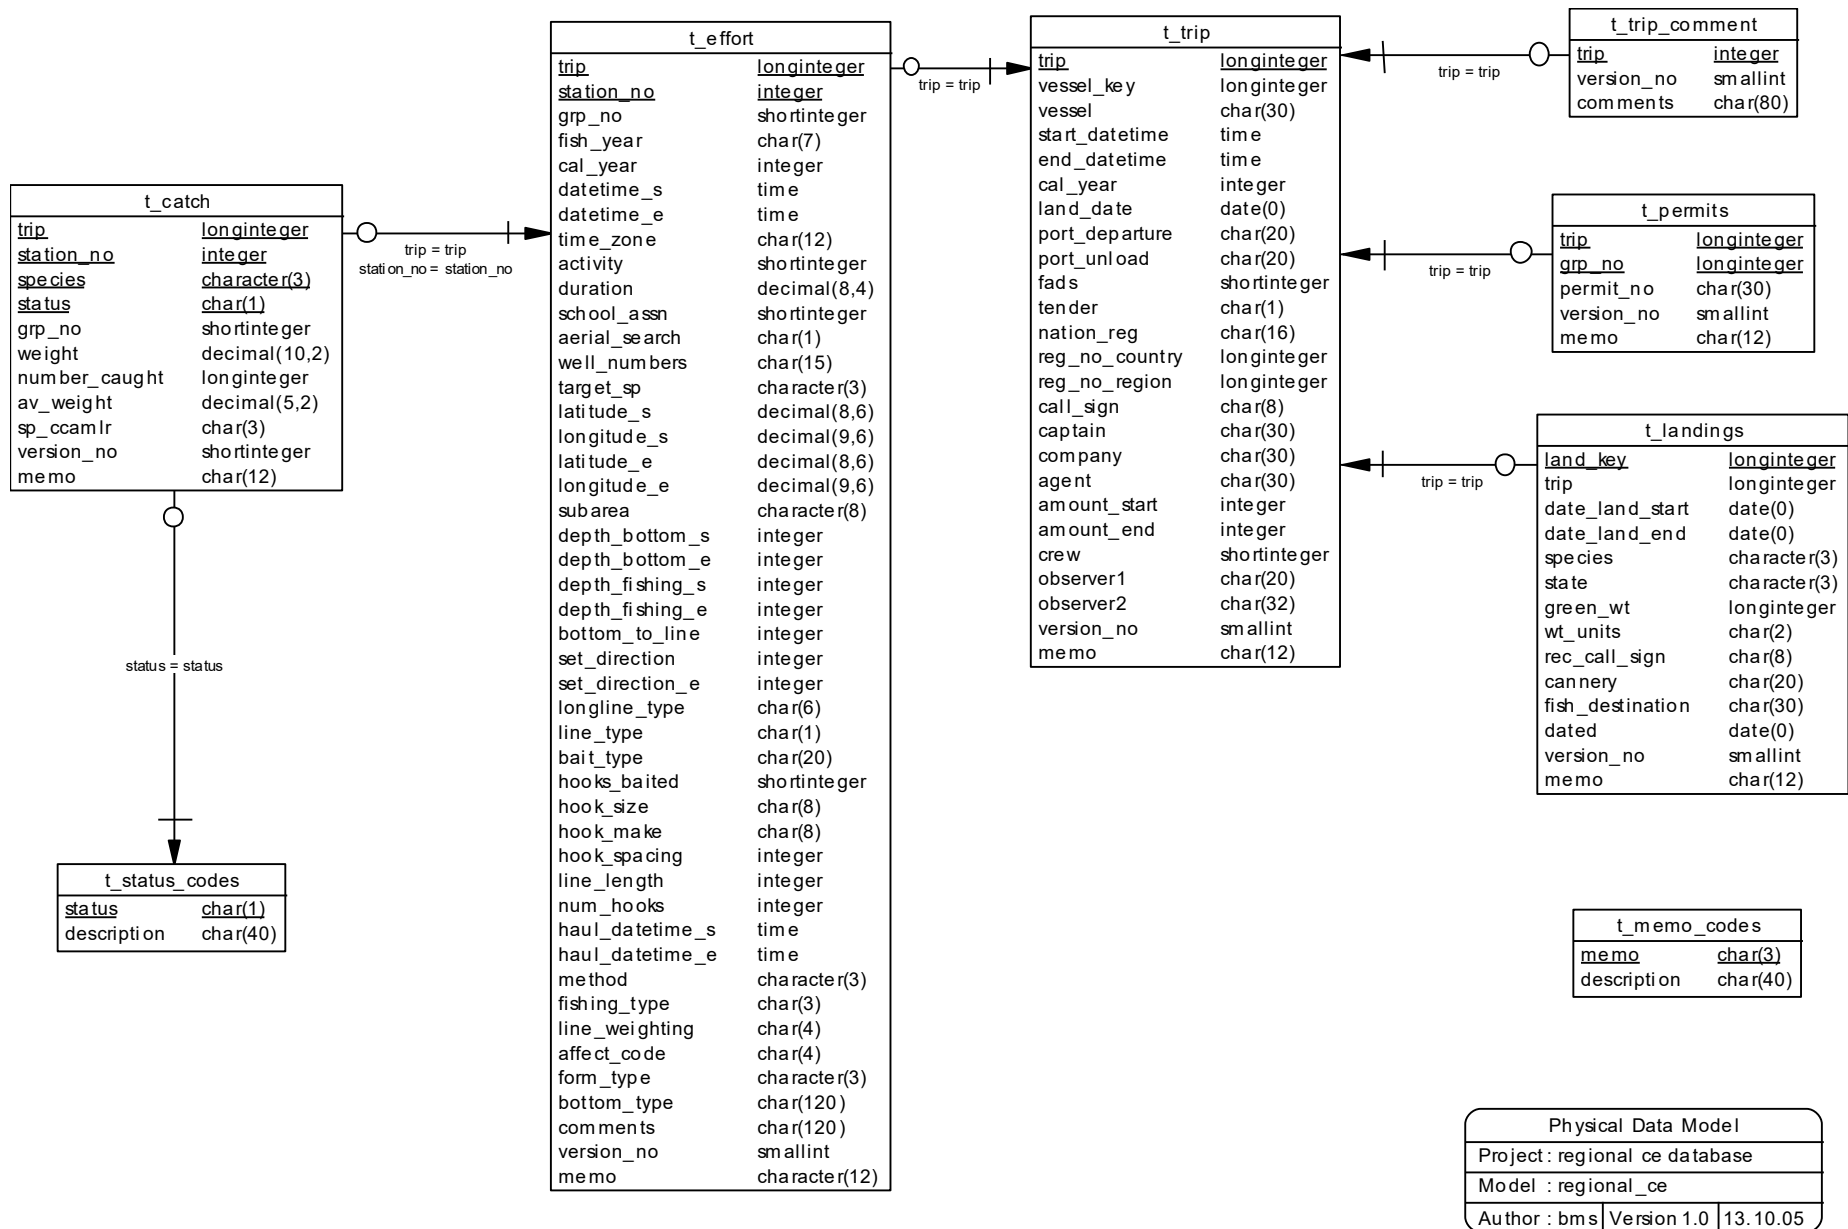 t_effort
trip longinteger
station_no integer
grp_no shortinteger
fish_year char(7)
cal_year integer
datetime_s time
datetime_e time
time_zone char(12)
activity shortinteger
duration decimal(8,4)
school_assn shortinteger
aerial_search char(1)
well_numbers char(15)
target_sp character(3)
latitude_s decimal(8,6)
longitude_s decimal(9,6)
latitude_e decimal(8,6)
longitude_e decimal(9,6)
subarea character(8)
depth_bottom_s integer
depth_bottom_e integer
depth_fishing_s integer
depth_fishing_e integer
bottom_to_line integer
set_direction integer
set_direction_e integer
longline_type char(6)
line_type char(1)
bait_type char(20)
hooks_baited shortinteger
hook_size char(8)
hook_make char(8)
hook_spacing integer
line_length integer
num_hooks integer
haul_datetime_s time
haul_datetime_e time
method character(3)
fishing_type char(3)
line_weighting char(4)
affect_code char(4)
form_type character(3)
bottom_type char(120)
comments char(120)
version_no smallint
memo character(12)
trip = trip
t_trip
trip longinteger
vessel_key longinteger
vessel char(30)
start_datetime time
end_datetime time
cal_year integer
land_date date(0)
port_departure char(20)
port_unload char(20)
fads shortinteger
tender char(1)
nation_reg char(16)
reg_no_country longinteger
reg_no_region longinteger
call_sign char(8)
captain char(30)
company char(30)
agent char(30)
amount_start integer
amount_end integer
crew shortinteger
observer1 char(20)
observer2 char(32)
version_no smallint
memo char(12)
trip = trip
t_trip_comment
trip integer
version_no smallint
comments char(80)
trip = trip
t_permits
trip longinteger
grp_no longinteger
permit_no char(30)
version_no smallint
memo char(12)
trip = trip
t_landings
land_key longinteger
trip longinteger
date_land_start date(0)
date_land_end date(0)
species character(3)
state character(3)
green_wt longinteger
wt_units char(2)
rec_call_sign char(8)
cannery char(20)
fish_destination char(30)
dated date(0)
version_no smallint
memo char(12)
t_catch
trip longinteger
station_no integer
species character(3)
status char(1)
grp_no shortinteger
weight decimal(10,2)
number_caught longinteger
av_weight decimal(5,2)
sp_ccamlr char(3)
version_no shortinteger
memo char(12)
trip = trip
station_no = station_no
status = status
t_status_codes
status char(1)
description char(40)
t_memo_codes
memo char(3)
description char(40)
Physical Data Model
Project : regional ce database
Model : regional_ce
Author : bms Version 1.0 13.10.05